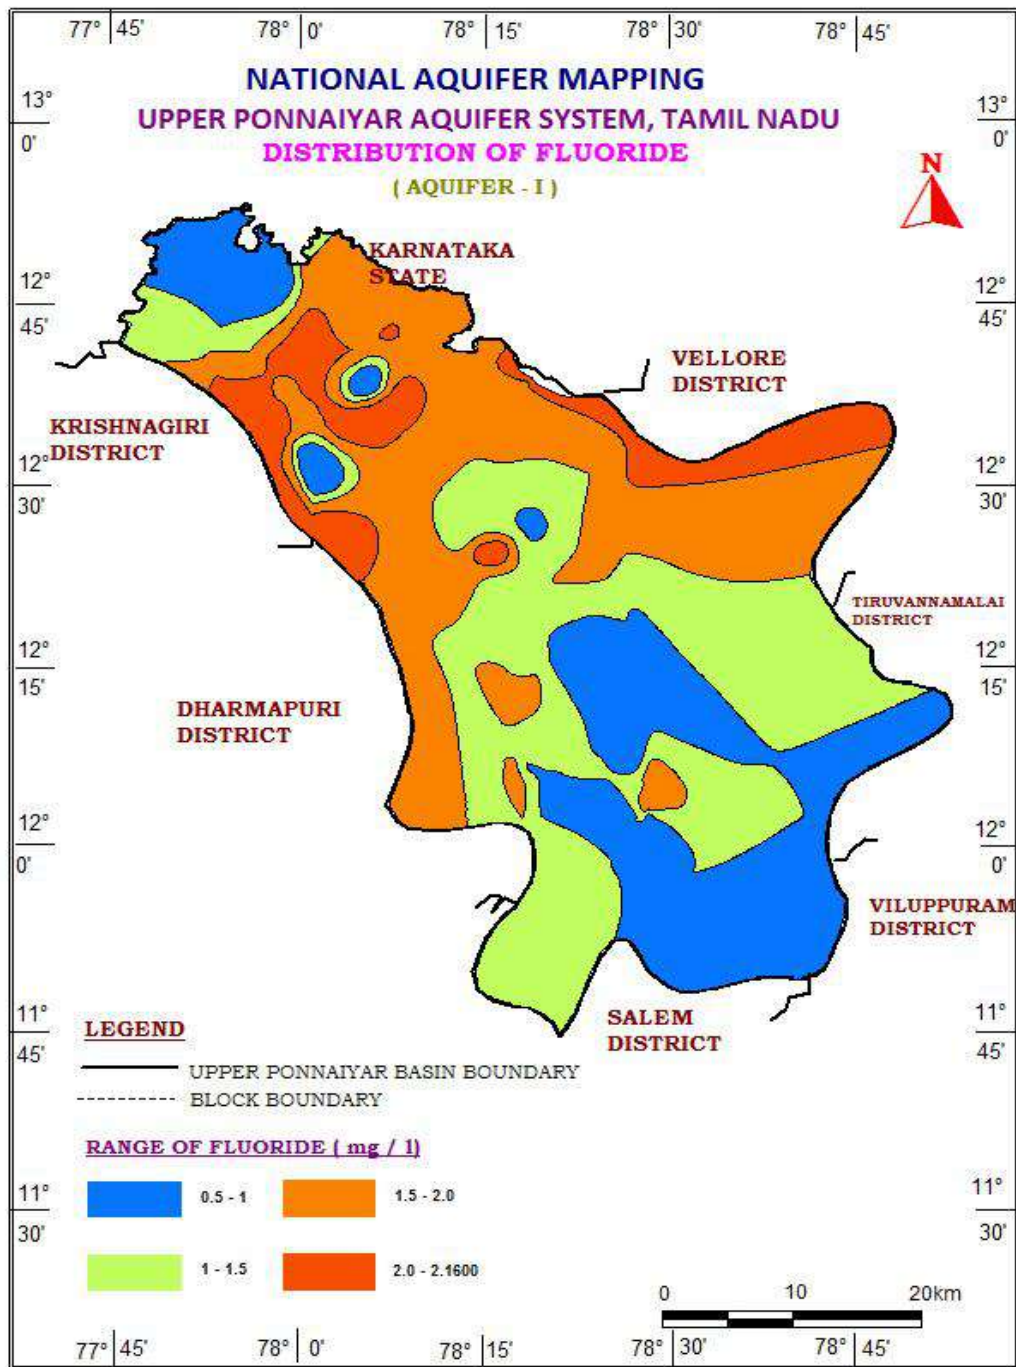 77° 45' 78° 0' 78° 15' 78° 30' 78° 45'
NATIONAL AQUIFER MAPPING
UPPER PONNAIYAR AQUIFER SYSTEM, TAMIL NADU
DISTRIBUTION OF FLUORIDE
( AQUIFER - I )
13°
0'
13°
0'
N
KARNATAKA
STATE
12°
45'
12°
45'
VELLORE
DISTRICT
KRISHNAGIRI
DISTRICT
12°
30'
12°
30'
TIRUVANNAMALAI
DISTRICT
12°
15'
12°
15'
DHARMAPURI
DISTRICT
12°
0'
12°
0'
VILUPPURAM
DISTRICT
SALEM
DISTRICT
11°
45'
11°
45'
LEGEND
UPPER PONNAIYAR BASIN BOUNDARY
BLOCK BOUNDARY
RANGE OF FLUORIDE ( mg / l)
0.5 - 1
1.5 - 2.0
1 - 1.5
2.0 - 2.1600
11°
30'
11°
30'
0 10 20km
77° 45' 78° 0' 78° 15' 78° 30' 78° 45'